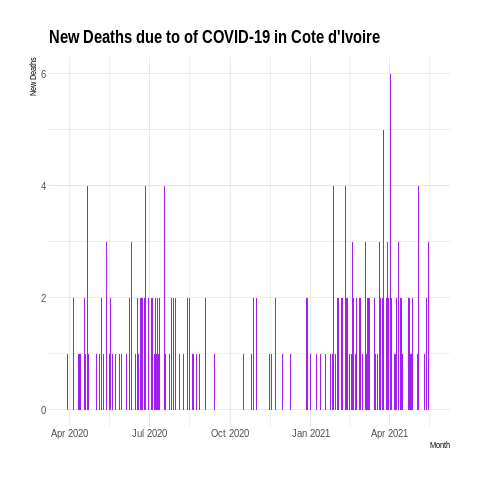 New Deaths due to of COVID-19 in Cote d'Ivoire
New Deaths
6
4
2
0
Apr 2020 Jul 2020 Oct 2020 Jan 2021 Apr 2021
Month